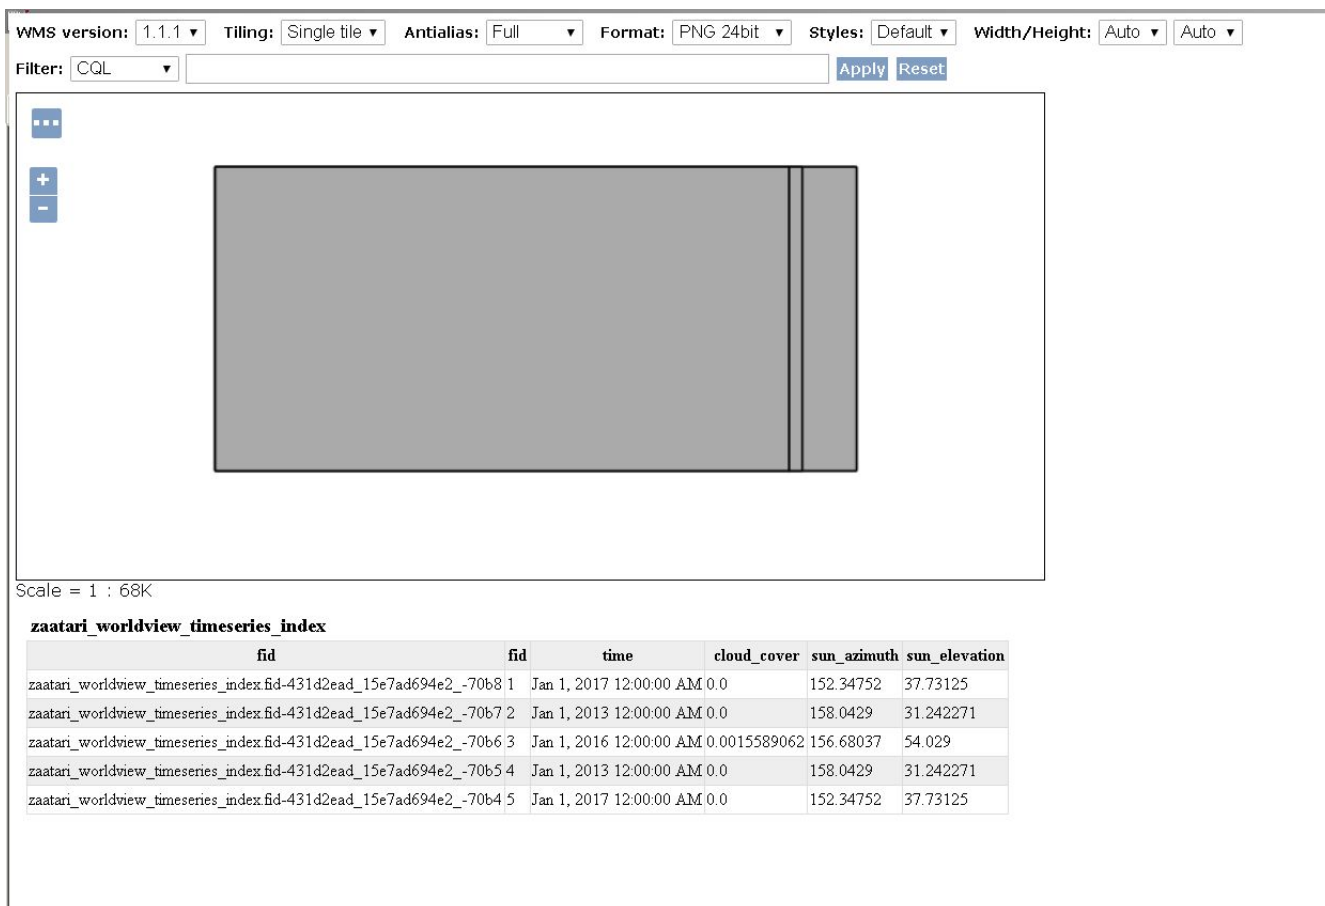 WMS version: 1.1.1 Tiling: Single tile Antialias: Full Format: PNG 24bit Styles: Default Width/Height: Auto Auto
Filter: CQL Apply Reset
Scale = 1 : 68K
zaatari_worldview_timeseries_index
fid fid time cloud_cover sun_azimuth sun_elevation
zaatari_worldview_timeseries_index.fid-431d2ead_15e7ad694e2_-70b8 1 Jan 1, 2017 12:00:00 AM 0.0 152.34752 37.73125
zaatari_worldview_timeseries_index.fid-431d2ead_15e7ad694e2_-70b7 2 Jan 1, 2013 12:00:00 AM 0.0 158.0429 31.242271
zaatari_worldview_timeseries_index.fid-431d2ead_15e7ad694e2_-70b6 3 Jan 1, 2016 12:00:00 AM 0.0015589062 156.68037 54.029
zaatari_worldview_timeseries_index.fid-431d2ead_15e7ad694e2_-70b5 4 Jan 1, 2013 12:00:00 AM 0.0 158.0429 31.242271
zaatari_worldview_timeseries_index.fid-431d2ead_15e7ad694e2_-70b4 5 Jan 1, 2017 12:00:00 AM 0.0 152.34752 37.73125